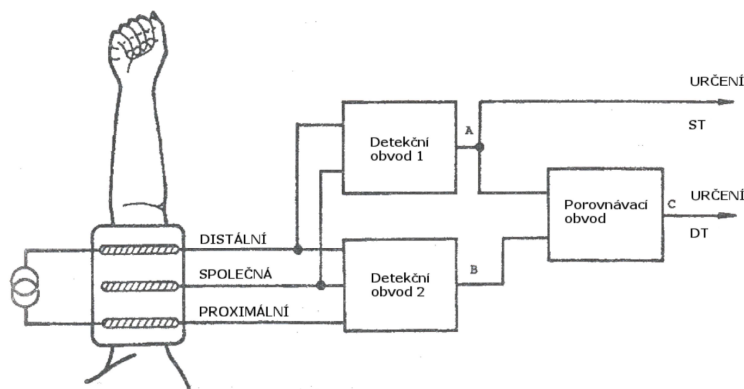 URČENÍ
A
ST
Detekční
obvod 1
Porovnávací
obvod
C
URČENÍ
DT
DISTÁLNÍ
SPOLEČNÁ
PROXIMÁLNÍ
Detekční
obvod 2
B